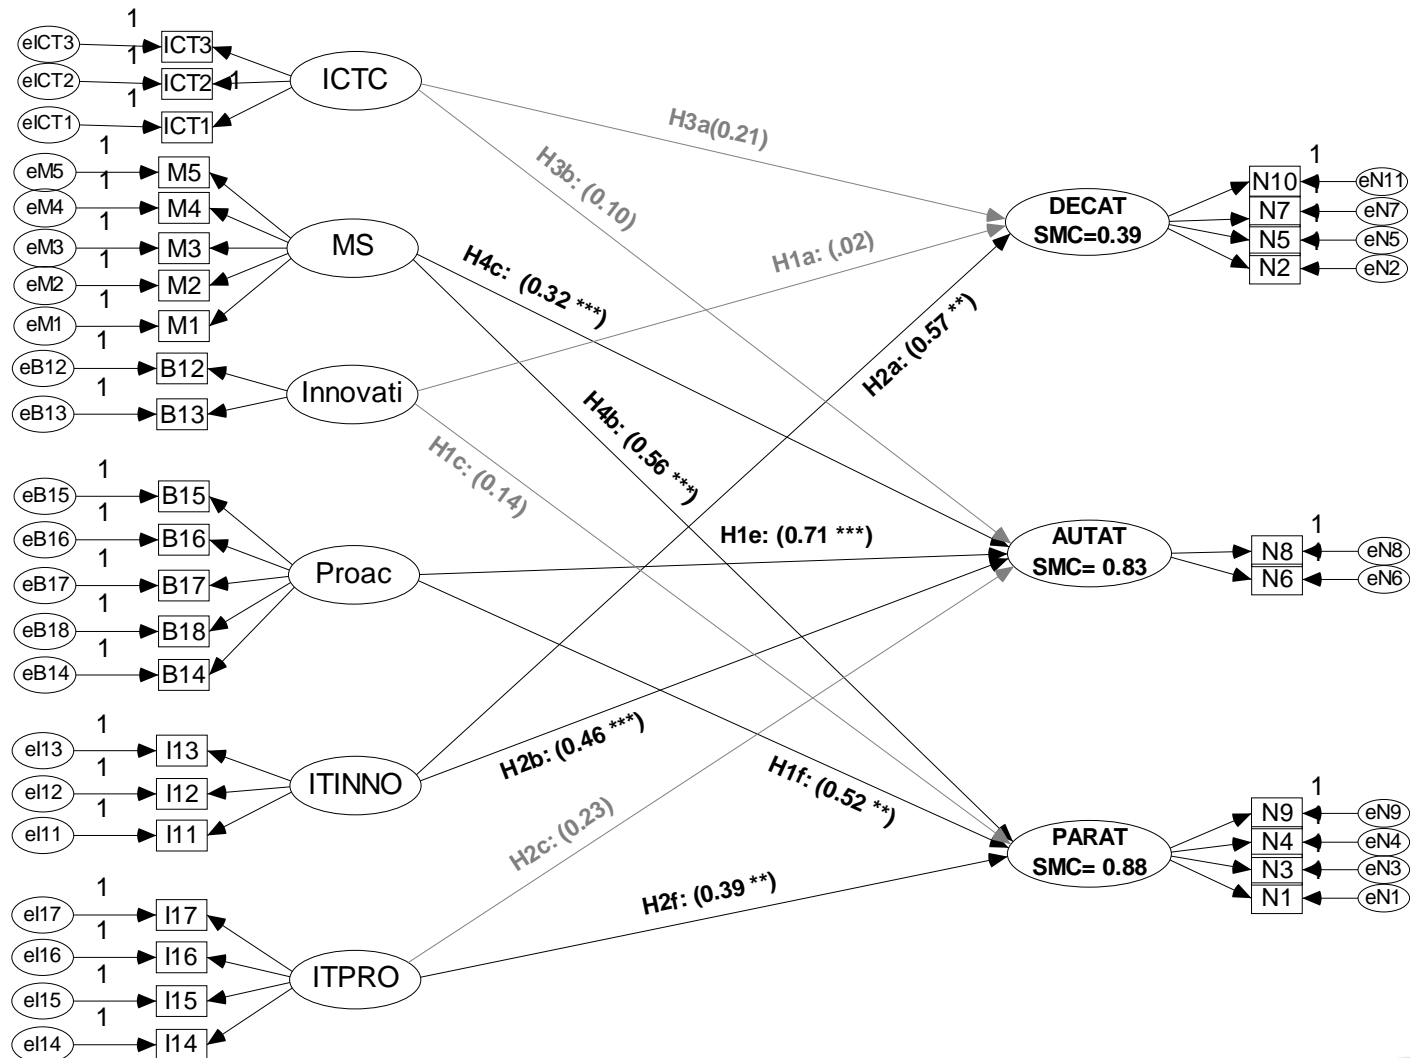 1
eICT3 ICT3
1
eICT2 ICT2 1
1
eICT1 ICT1
ICTC
1
eM5 M5
1
eM4 M4
1
eM3 M3
1
eM2 M2
1
eM1 M1
MS
1
eB12 B12
1
eB13 B13
Innovati
1
eB15 B15
1
eB16 B16
1
eB17 B17
1
eB18 B18
1
eB14 B14
Proac
1
eI13 I13
1
eI12 I12
1
eI11 I11
ITINNO
1
eI17 I17
1
eI16 I16
1
eI15 I15
1
eI14 I14
ITPRO
H3a(0.21)
H3b: (0.10)
H1a: (.02)
H4c: (0.32 ***)
H2a: (0.57 **)
H4b: (0.56 ***)
H1c: (0.14)
H1e: (0.71 ***)
H2b: (0.46 ***)
H1f: (0.52 **)
H2c: (0.23)
H2f: (0.39 **)
DECAT
SMC=0.39
1
N10 eN11
1
N7 eN7
1
N5 eN5
1
N2 eN2
AUTAT
SMC= 0.83
1
N8 eN8
1
N6 eN6
PARAT
SMC= 0.88
1
N9 eN9
1
N4 eN4
1
N3 eN3
1
N1 eN1